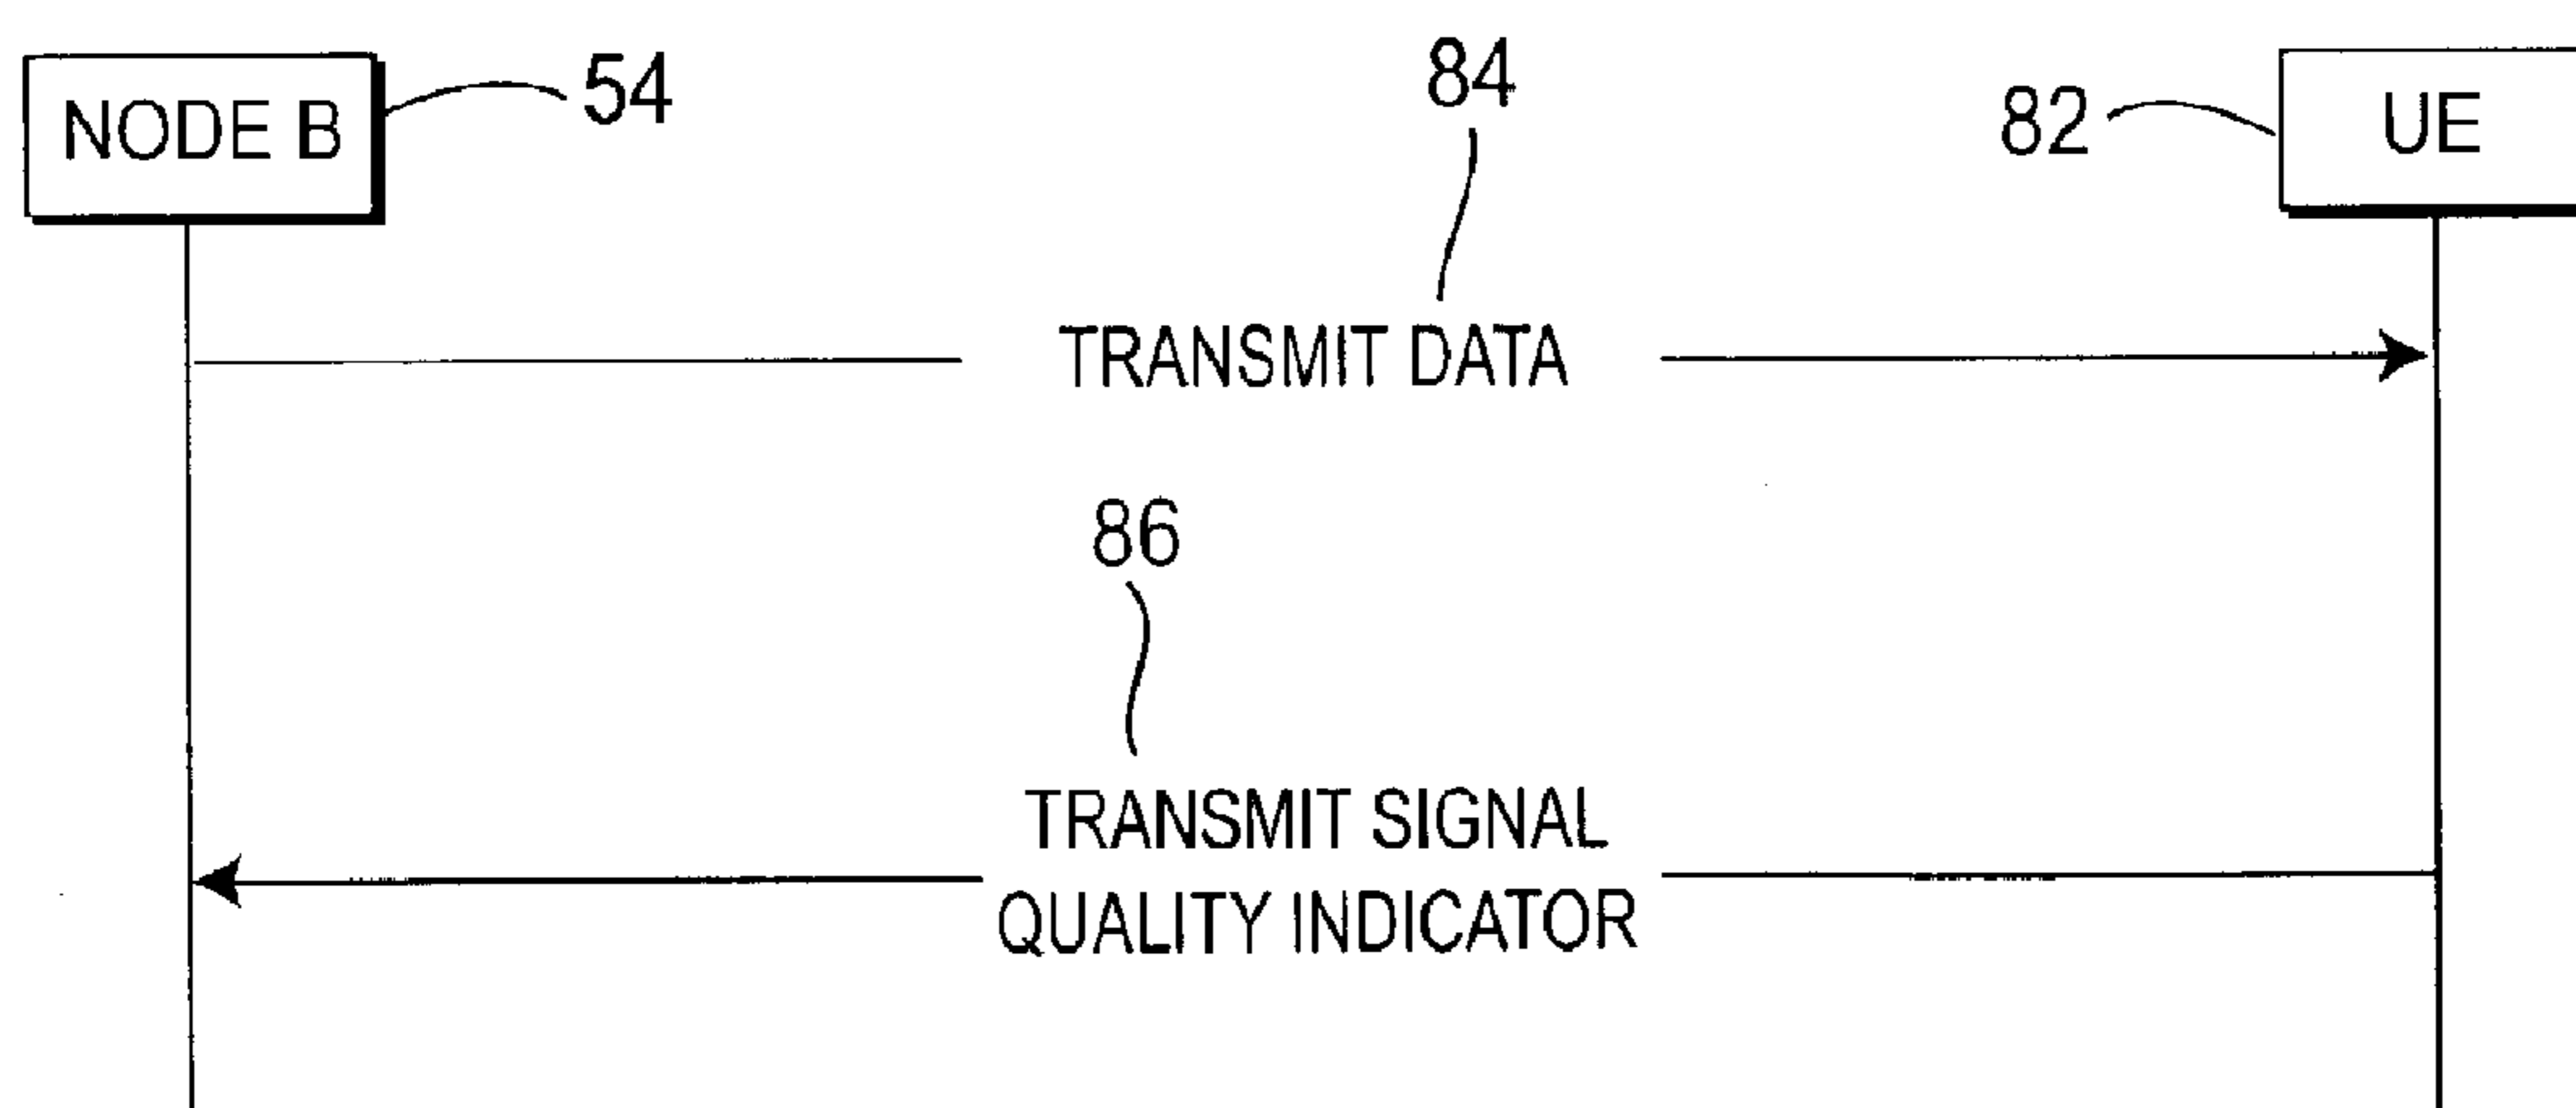 NODE B
54
84
82
UE
TRANSMIT DATA
86
TRANSMIT SIGNAL
QUALITY INDICATOR